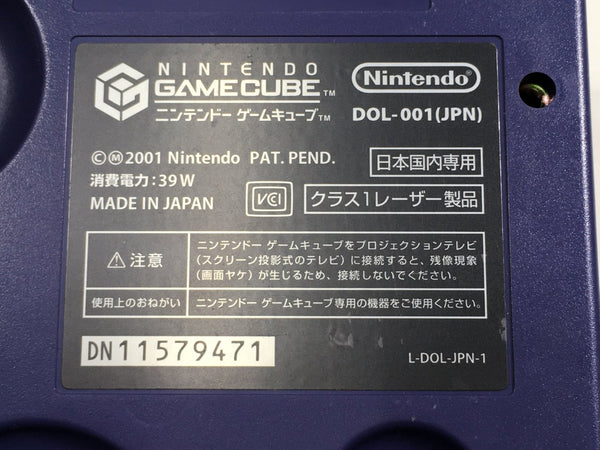 NINTENDO
GAMECUBE™
ニンテンドー ゲームキューブ™
Nintendo®
DOL-001(JPN)
©Ⓜ2001 Nintendo PAT. PEND.
消費電力:39W
MADE IN JAPAN
VCI
日本国内専用
クラス1レーザー製品
⚠注意
ニンテンドー ゲームキューブをプロジェクションテレビ
(スクリーン投影式のテレビ)に接続すると、残像現象
(画面ヤケ)が生じるため、接続しないでください。
使用上のおねがい
ニンテンドー ゲームキューブ専用の機器をご使用ください。
DN11579471
L-DOL-JPN-1